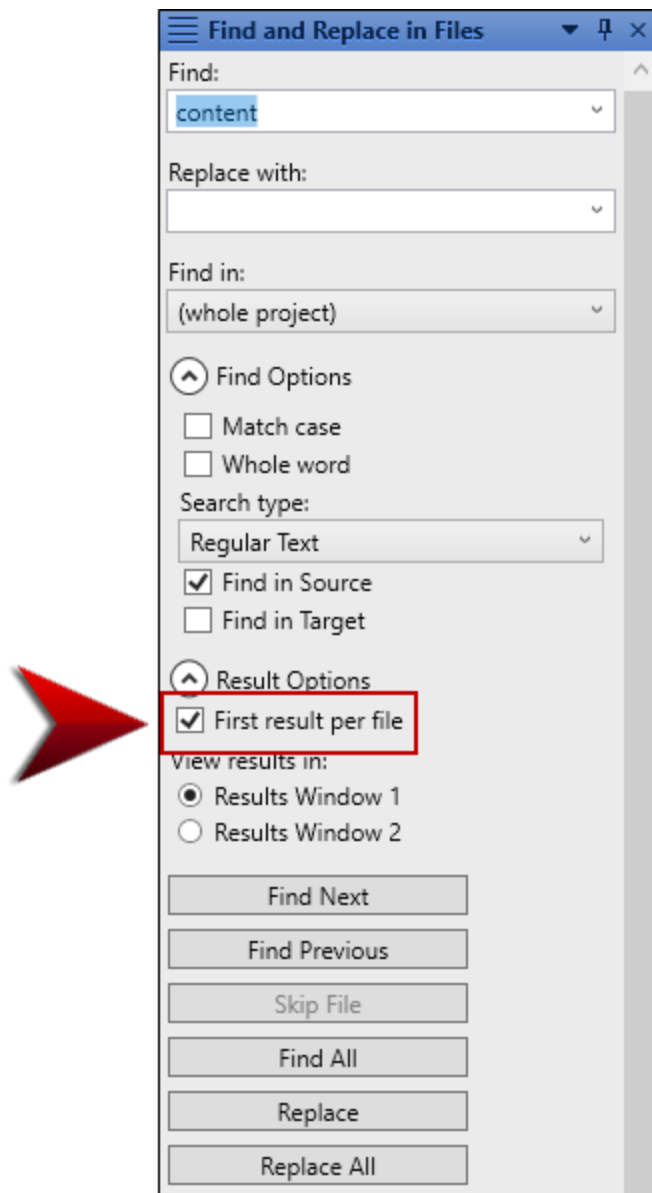 Find and Replace in Files
Find:
content
Replace with:
Find in:
(whole project)
Find Options
Match case
Whole word
Search type:
Regular Text
Find in Source
Find in Target
Result Options
First result per file
View results in:
Results Window 1
Results Window 2
Find Next
Find Previous
Skip File
Find All
Replace
Replace All